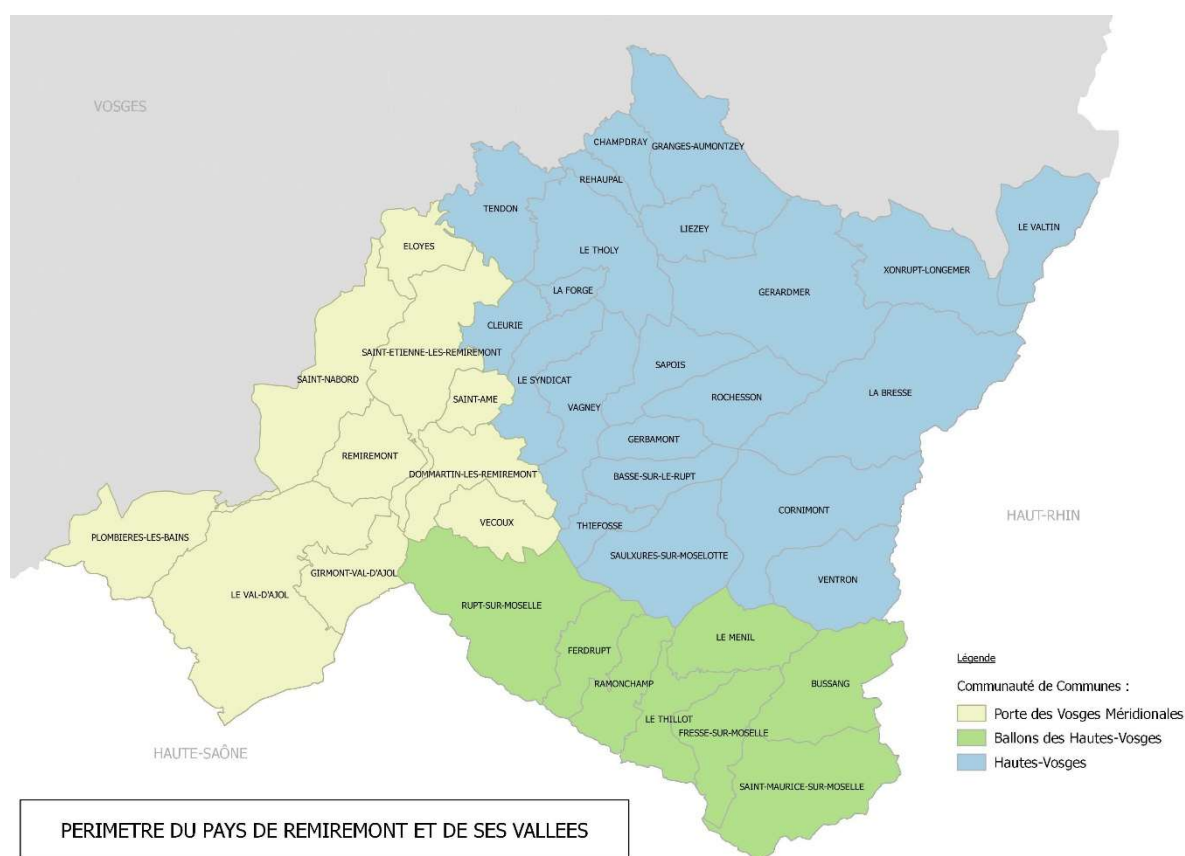 VOSGES
CHAMPDRAY
GRANGES-AUMONTZEY
REHAUPAL
TENDON
LIEZEY
LE VALTIN
ELOYES
LE THOLY
XONRUPT-LONGEMER
LA FORGE
GERARDMER
CLEURIE
SAINT-ETIENNE-LES-REMIREMONT
SAPOIS
SAINT-NABORD
LE SYNDICAT
LA BRESSE
SAINT-AME
VAGNEY
ROCHESSON
GERBAMONT
REMIREMONT
DOMMARTIN-LES-REMIREMONT
BASSE-SUR-LE-RUPT
CORNIMONT
HAUT-RHIN
VECOUX
THIEFOSSE
PLOMBIERES-LES-BAINS
SAULXURES-SUR-MOSELOTTE
GIRMONT-VAL-D'AJOL
VENTRON
LE VAL-D'AJOL
RUPT-SUR-MOSELLE
LE MENIL
FERDRUPT
RAMONCHAMP
BUSSANG
LE THILLOT
FRESSE-SUR-MOSELLE
HAUTE-SAÔNE
SAINT-MAURICE-SUR-MOSELLE
Légende
Communauté de Communes :
Porte des Vosges Méridionales
Ballons des Hautes-Vosges
Hautes-Vosges
PERIMETRE DU PAYS DE REMIREMONT ET DE SES VALLEES